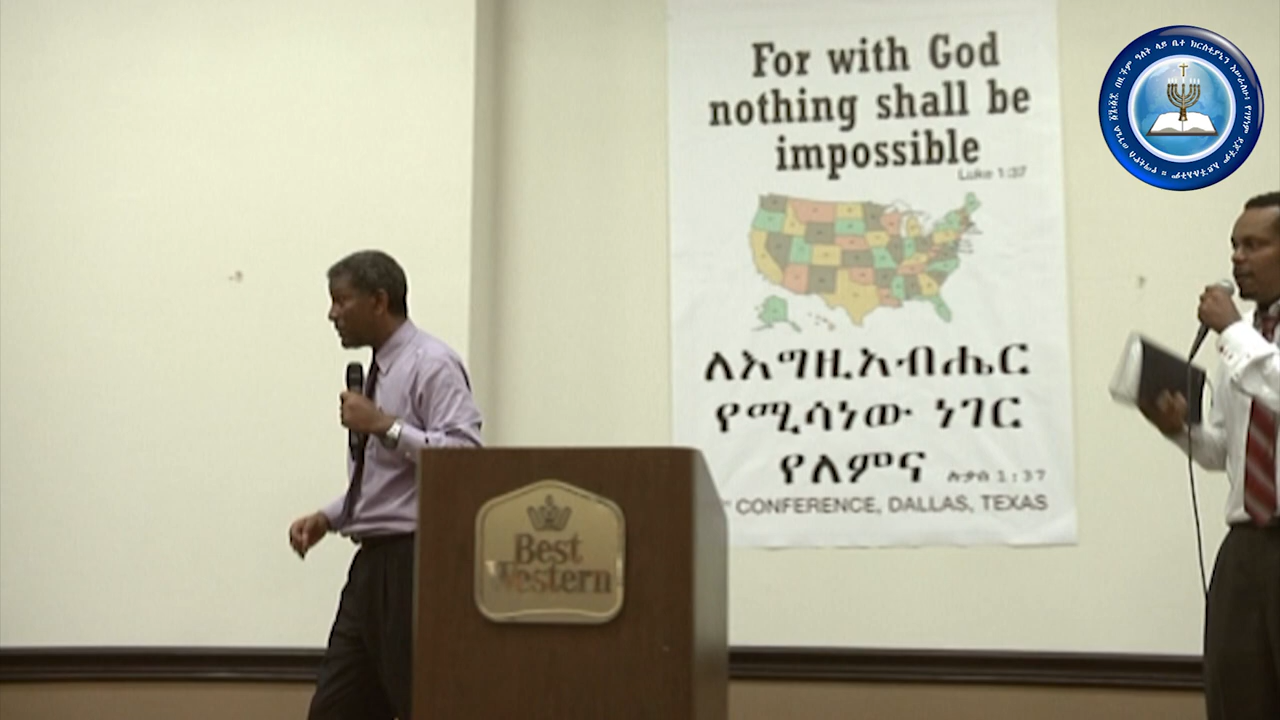 For with God
nothing shall be
impossible
Luke 1:37
ለእግዚአብሔር
የሚሳነው ነገር
የለምና
ሉቃስ 1:37
CONFERENCE, DALLAS, TEXAS
Best
Western